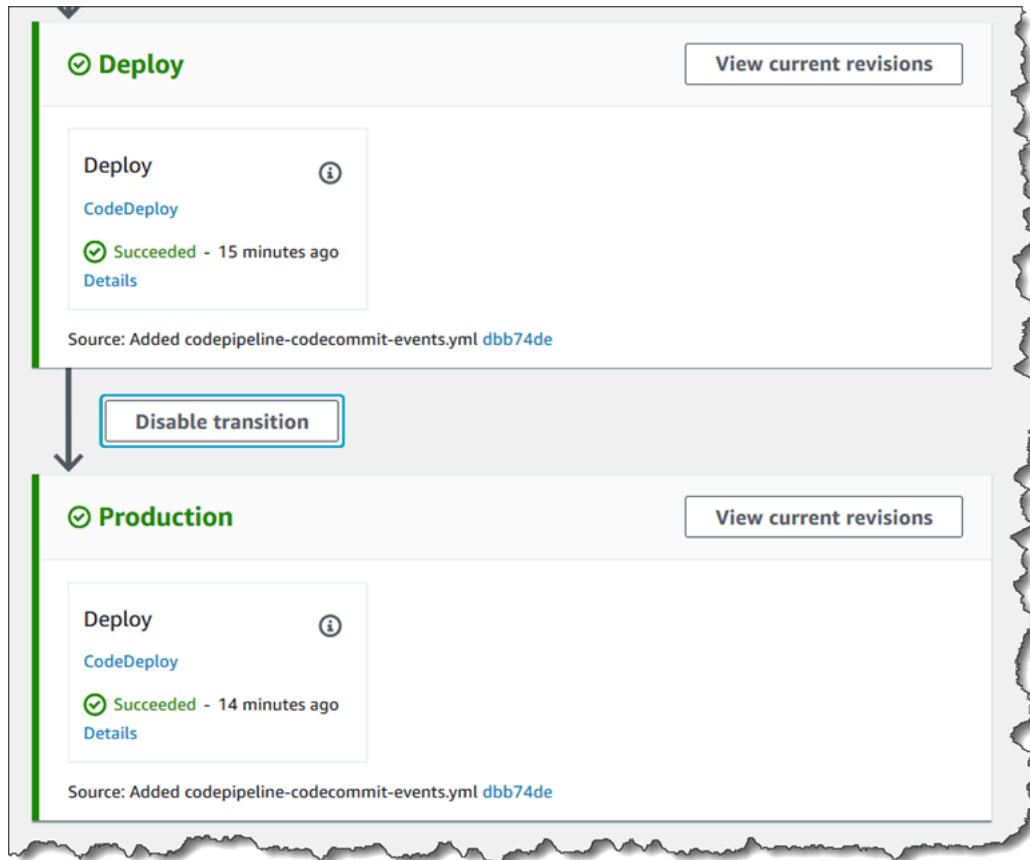 Deploy
View current revisions
Deploy
CodeDeploy
Succeeded - 15 minutes ago
Details
Source: Added codepipeline-codecommit-events.yml dbb74de
Disable transition
Production
View current revisions
Deploy
CodeDeploy
Succeeded - 14 minutes ago
Details
Source: Added codepipeline-codecommit-events.yml dbb74de